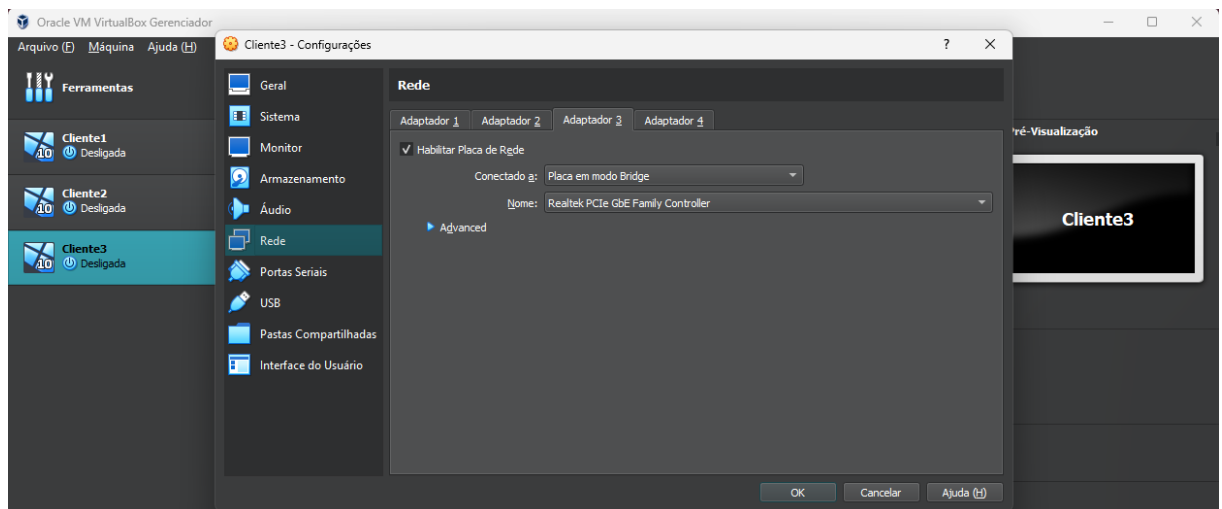 Oracle VM VirtualBox Gerenciador
Arquivo (F) Máquina Ajuda (H)
Ferramentas
Cliente1
10
Desligada
Cliente2
10
Desligada
Cliente3
10
Desligada
Cliente3 - Configurações
?
Geral
Sistema
Monitor
Armazenamento
Áudio
Rede
Portas Seriais
USB
Pastas Compartilhadas
Interface do Usuário
Rede
Adaptador 1 Adaptador 2 Adaptador 3 Adaptador 4
Habilitar Placa de Rede
Conectado a: Placa em modo Bridge
Nome: Realtek PCIe GbE Family Controller
Advanced
OK Cancelar Ajuda (H)
ré-Visualização
Cliente3